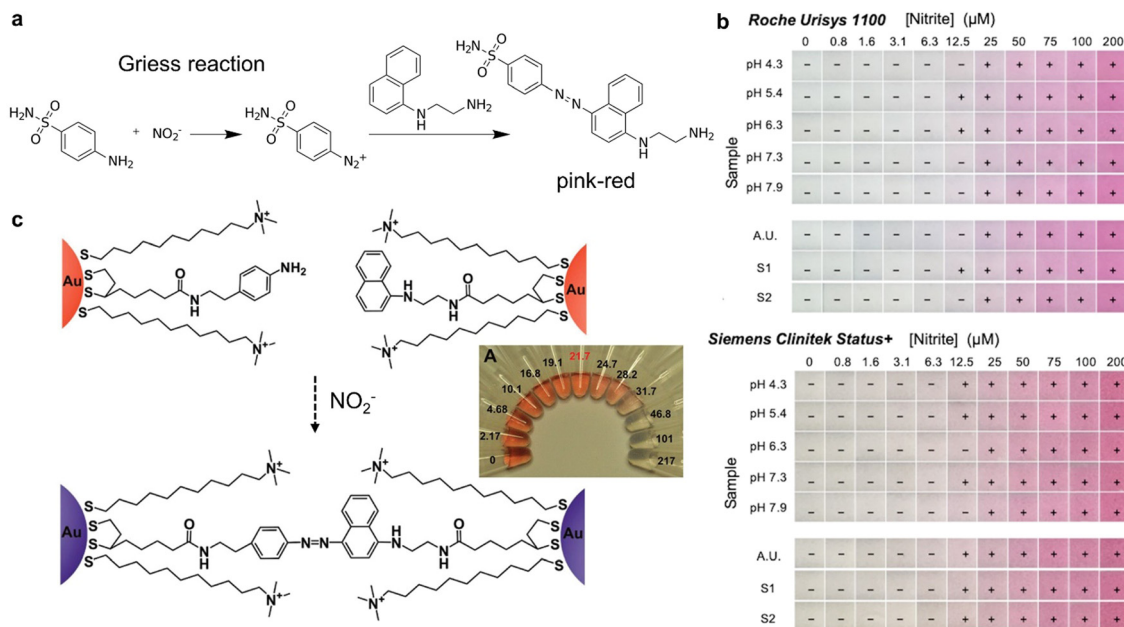 a
Griess reaction
H₂N
O
S
O
NH₂
+ NO₂⁻
H₂N
O
S
O
N₂⁺
N
H
NH₂
H₂N
O
S
O
N
N
N
H
NH₂
pink-red
b
Roche Urisys 1100 [Nitrite] (µM)
0 0.8 1.6 3.1 6.3 12.5 25 50 75 100 200
Sample
pH 4.3 − − − − − − + + + + +
pH 5.4 − − − − − + + + + + +
pH 6.3 − − − − − + + + + + +
pH 7.3 − − − − − − + + + + +
pH 7.9 − − − − − − + + + + +
A.U. − − − − − − + + + + +
S1 − − − − − + + + + + +
S2 − − − − − − + + + + +
Siemens Clinitek Status+ [Nitrite] (µM)
0 0.8 1.6 3.1 6.3 12.5 25 50 75 100 200
Sample
pH 4.3 − − − − − + + + + + +
pH 5.4 − − − − − + + + + + +
pH 6.3 − − − − − − + + + + +
pH 7.3 − − − − − + + + + +
pH 7.9 − − − − − − + + + + +
A.U. − − − − − + + + + + +
S1 − − − − − + + + + +
S2 − − − − − + + + + + +
c
N⁺
S
Au
S
S
O
N
H
NH₂
S
N⁺
N⁺
S
H
N
N
H
O
S
S
Au
S
N⁺
NO₂⁻
A
0
2.17
4.68
10.1
16.8
19.1
21.7
24.7
28.2
31.7
46.8
101
217
N⁺
S
Au
S
S
O
N
H
N=N
H
N
N
H
O
S
S
Au
S
N⁺
N⁺
S
S
N⁺